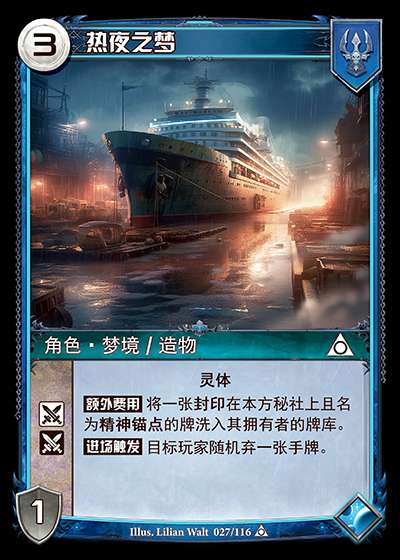 3
热夜之梦
角色·梦境 / 造物
灵体
额外费用 将一张封印在本方秘社上且名
为精神锚点的牌洗入其拥有者的牌库。
进场触发 目标玩家随机弃一张手牌。
1
Illus. Lilian Walt 027/116